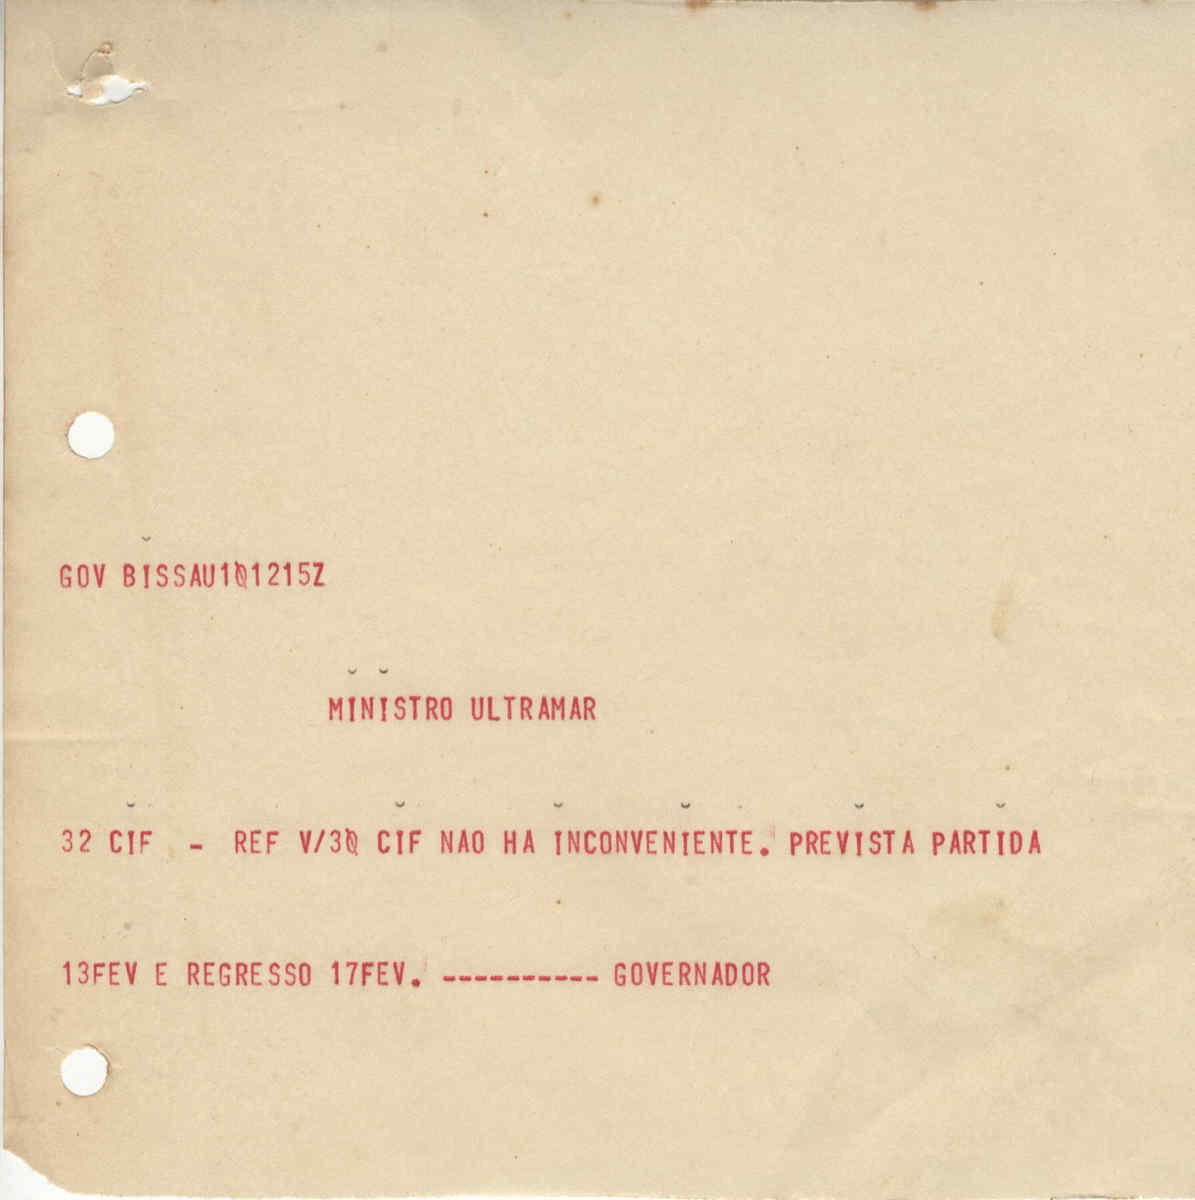 GOV BISSAU101215Z
MINISTRO ULTRAMAR
32 CIF - REF V/30 CIF NAO HA INCONVENIENTE. PREVISTA PARTIDA
13FEV E REGRESSO 17FEV. ---------- GOVERNADOR